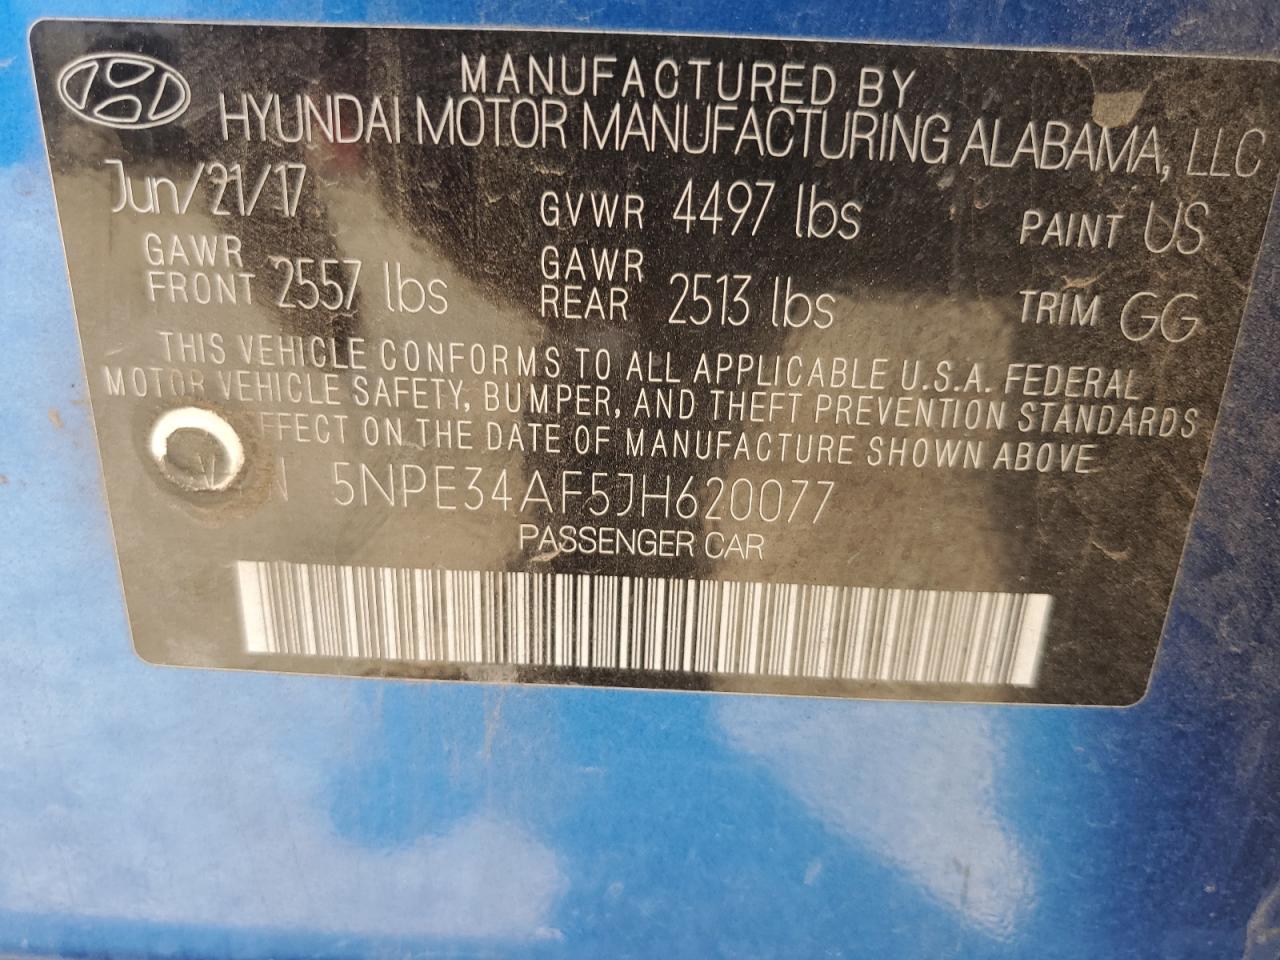 MANUFACTURED BY
HYUNDAI MOTOR MANUFACTURING ALABAMA, LLC
Jun/21/17 GVWR 4497 lbs PAINT US
GAWR FRONT 2557 lbs GAWR REAR 2513 lbs TRIM GG
THIS VEHICLE CONFORMS TO ALL APPLICABLE U.S.A. FEDERAL
MOTOR VEHICLE SAFETY, BUMPER, AND THEFT PREVENTION STANDARDS
EFFECT ON THE DATE OF MANUFACTURE SHOWN ABOVE
VIN 5NPE34AF5JH620077
PASSENGER CAR